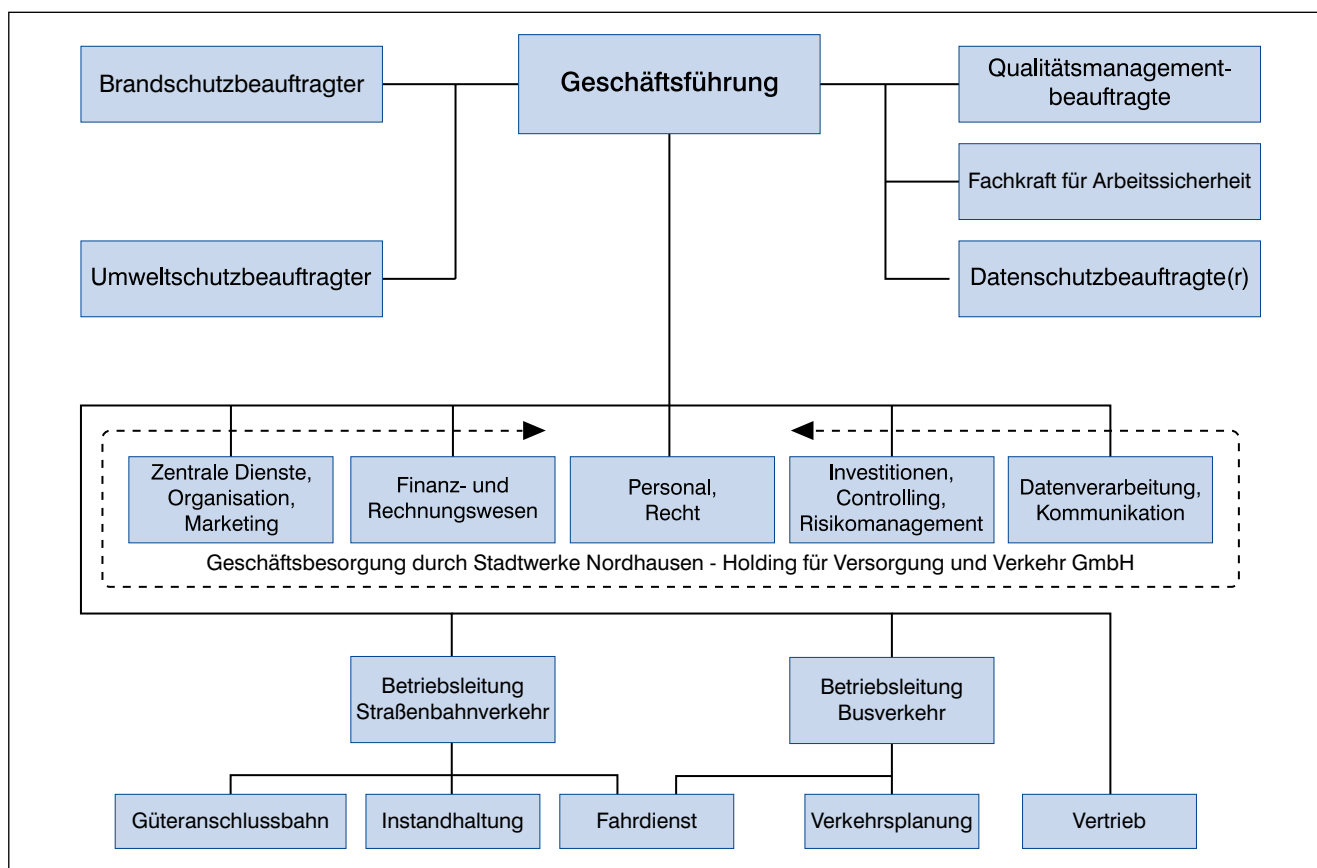 Brandschutzbeauftragter
Geschäftsführung
Qualitätsmanagement-
beauftragte
Fachkraft für Arbeitssicherheit
Umweltschutzbeauftragter
Datenschutzbeauftragte(r)
Zentrale Dienste,
Organisation,
Marketing
Finanz- und
Rechnungswesen
Personal,
Recht
Investitionen,
Controlling,
Risikomanagement
Datenverarbeitung,
Kommunikation
Geschäftsbesorgung durch Stadtwerke Nordhausen - Holding für Versorgung und Verkehr GmbH
Betriebsleitung
Straßenbahnverkehr
Betriebsleitung
Busverkehr
Güteranschlussbahn
Instandhaltung
Fahrdienst
Verkehrsplanung
Vertrieb